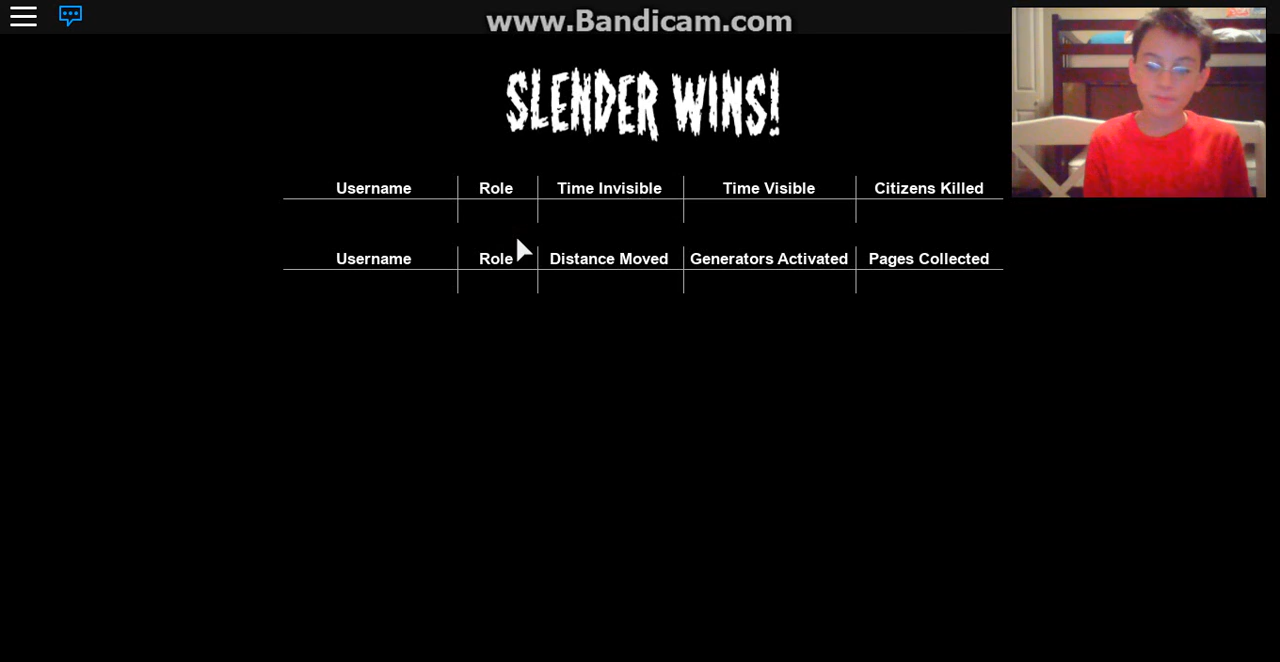 www.Bandicam.com
SLENDER WINS!
Username Role Time Invisible Time Visible Citizens Killed
Username Role Distance Moved Generators Activated Pages Collected